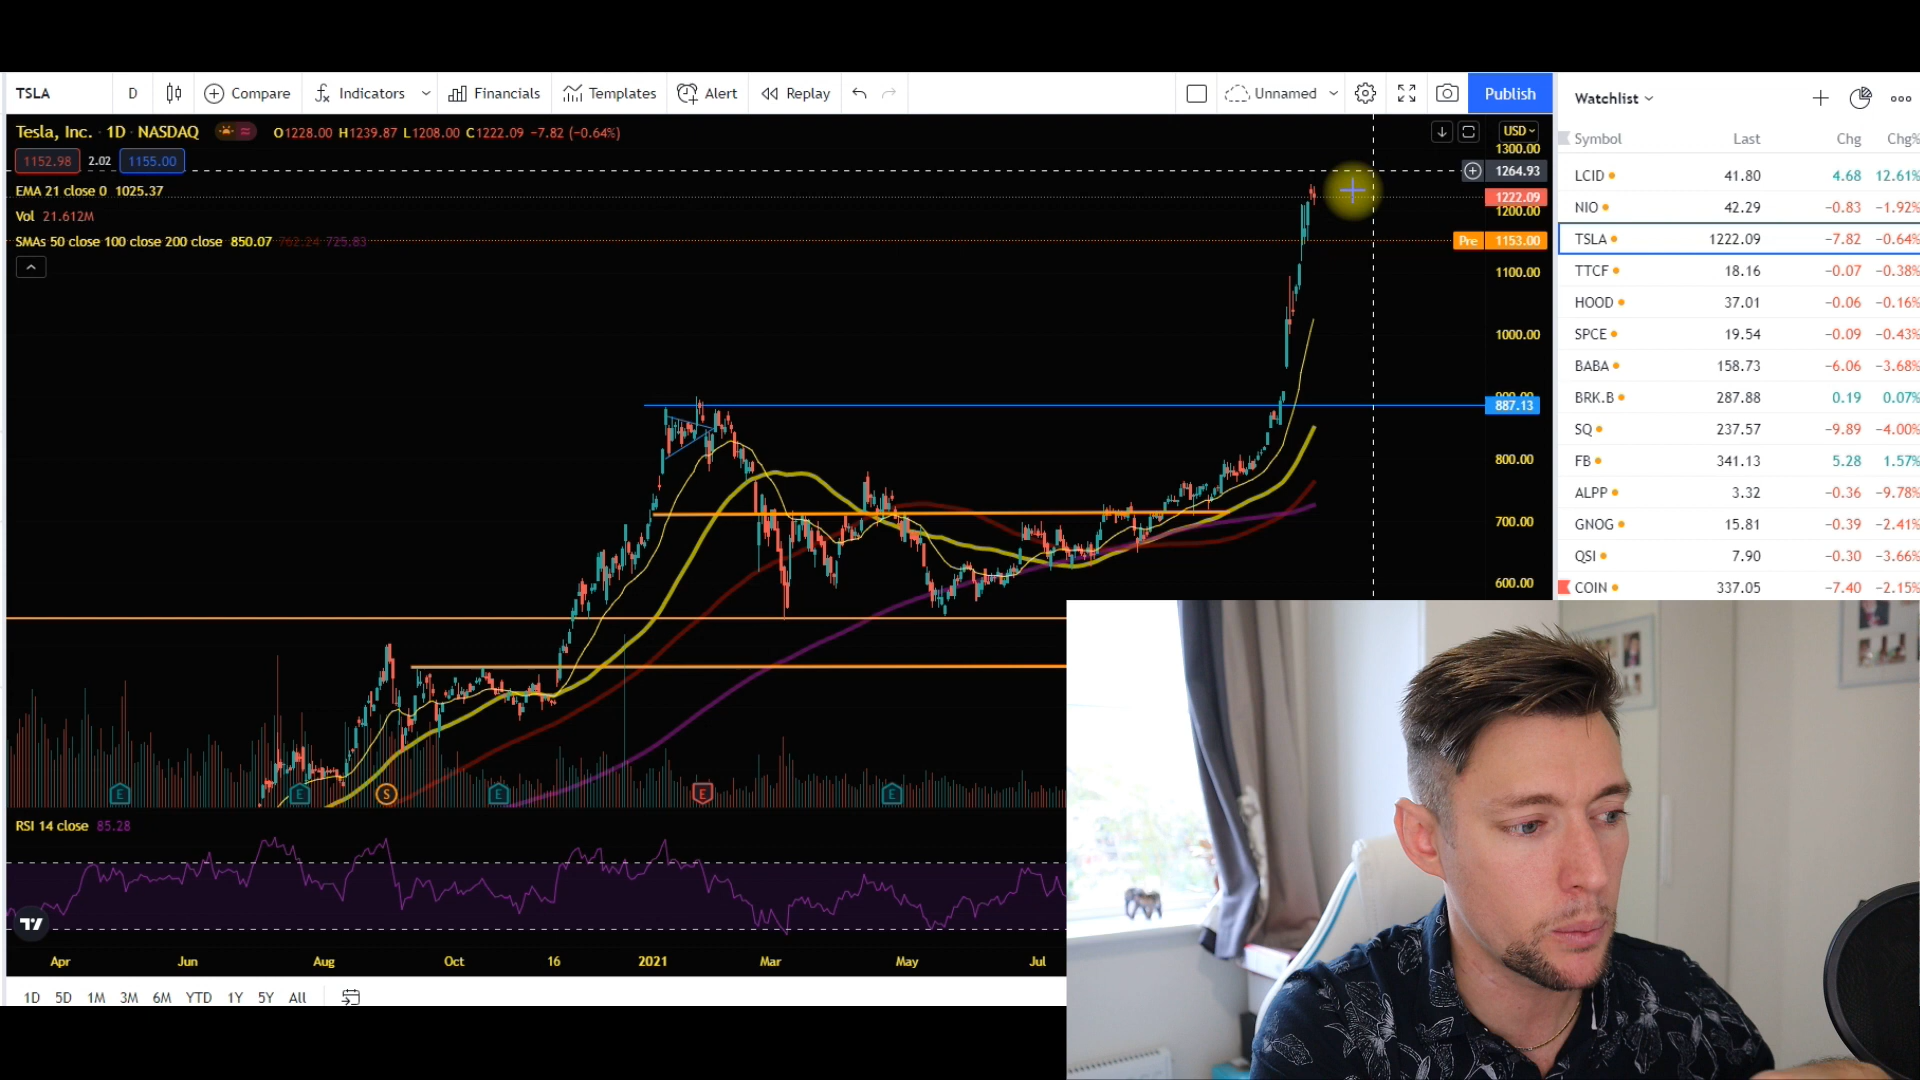 TSLA D Compare Indicators Financials Templates Alert Replay Unnamed Publish
Tesla, Inc. · 1D · NASDAQ O1228.00 H1239.87 L1208.00 C1222.09 −7.82 (−0.64%)
1152.98 2.02 1155.00
EMA 21 close 0 1025.37
Vol 21.612M
SMAs 50 close 100 close 200 close 850.07 762.24 725.83
USD
1300.00
1264.93
1222.09
1200.00
Pre 1153.00
1100.00
1000.00
900.00
887.13
800.00
700.00
600.00
E E S E E E
RSI 14 close 85.28
Apr Jun Aug Oct 16 2021 Mar May Jul
1D 5D 1M 3M 6M YTD 1Y 5Y All
Watchlist
Symbol Last Chg Chg%
LCID 41.80 4.68 12.61%
NIO 42.29 −0.83 −1.92%
TSLA 1222.09 −7.82 −0.64%
TTCF 18.16 −0.07 −0.38%
HOOD 37.01 −0.06 −0.16%
SPCE 19.54 −0.09 −0.43%
BABA 158.73 −6.06 −3.68%
BRK.B 287.88 0.19 0.07%
SQ 237.57 −9.89 −4.00%
FB 341.13 5.28 1.57%
ALPP 3.32 −0.36 −9.78%
GNOG 15.81 −0.39 −2.41%
QSI 7.90 −0.30 −3.66%
COIN 337.05 −7.40 −2.15%